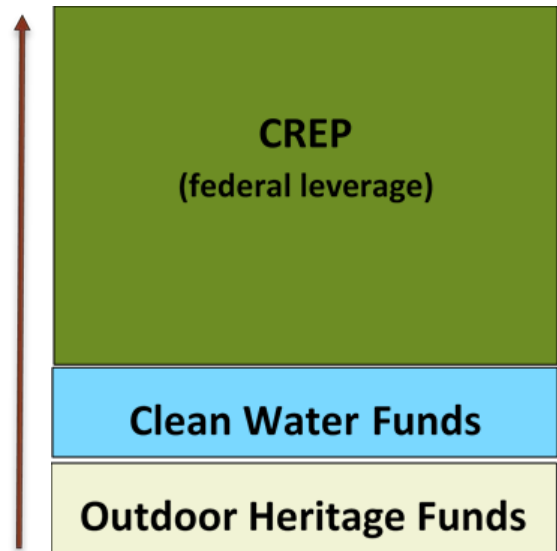 CREP
(federal leverage)
Clean Water Funds
Outdoor Heritage Funds